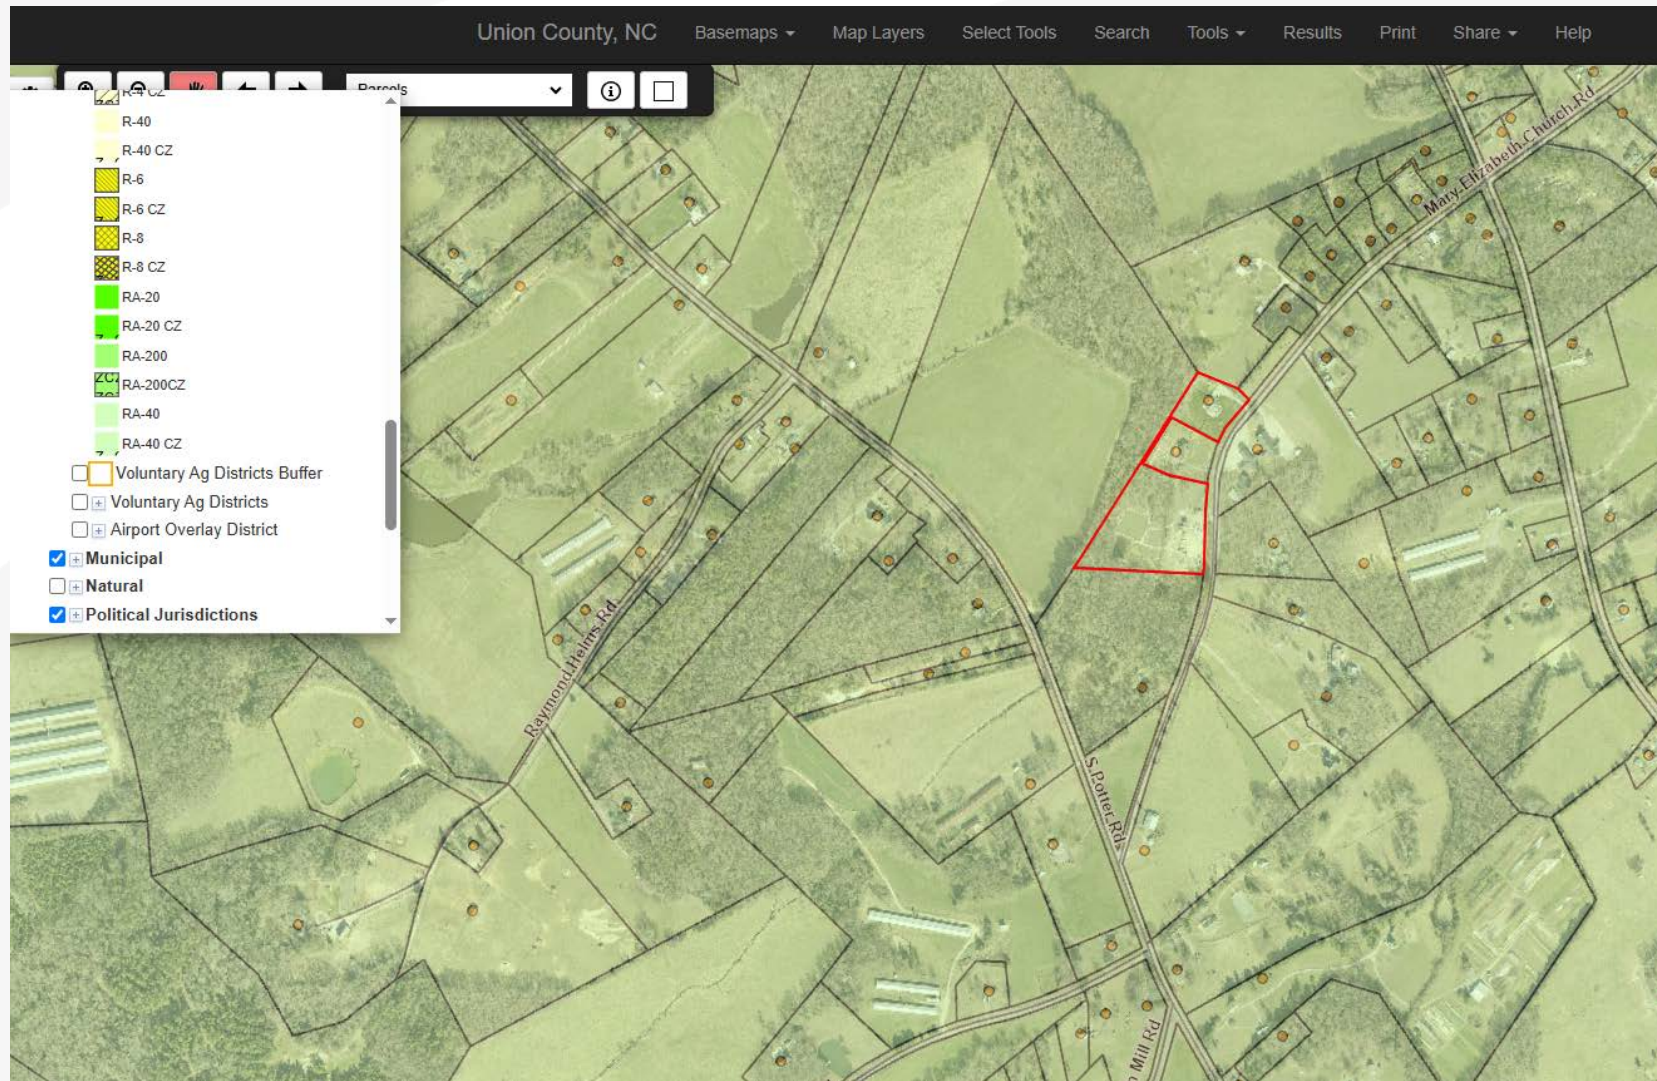 Union County, NC Basemaps Map Layers Select Tools Search Tools Results Print Share Help
Parcels
R-4 CZ
R-40
R-40 CZ
R-6
R-6 CZ
R-8
R-8 CZ
RA-20
RA-20 CZ
RA-200
RA-200CZ
RA-40
RA-40 CZ
Voluntary Ag Districts Buffer
Voluntary Ag Districts
Airport Overlay District
Municipal
Natural
Political Jurisdictions
Mary Elizabeth Church Rd
Raymond Helms Rd
S Potter Rd
Mill Rd